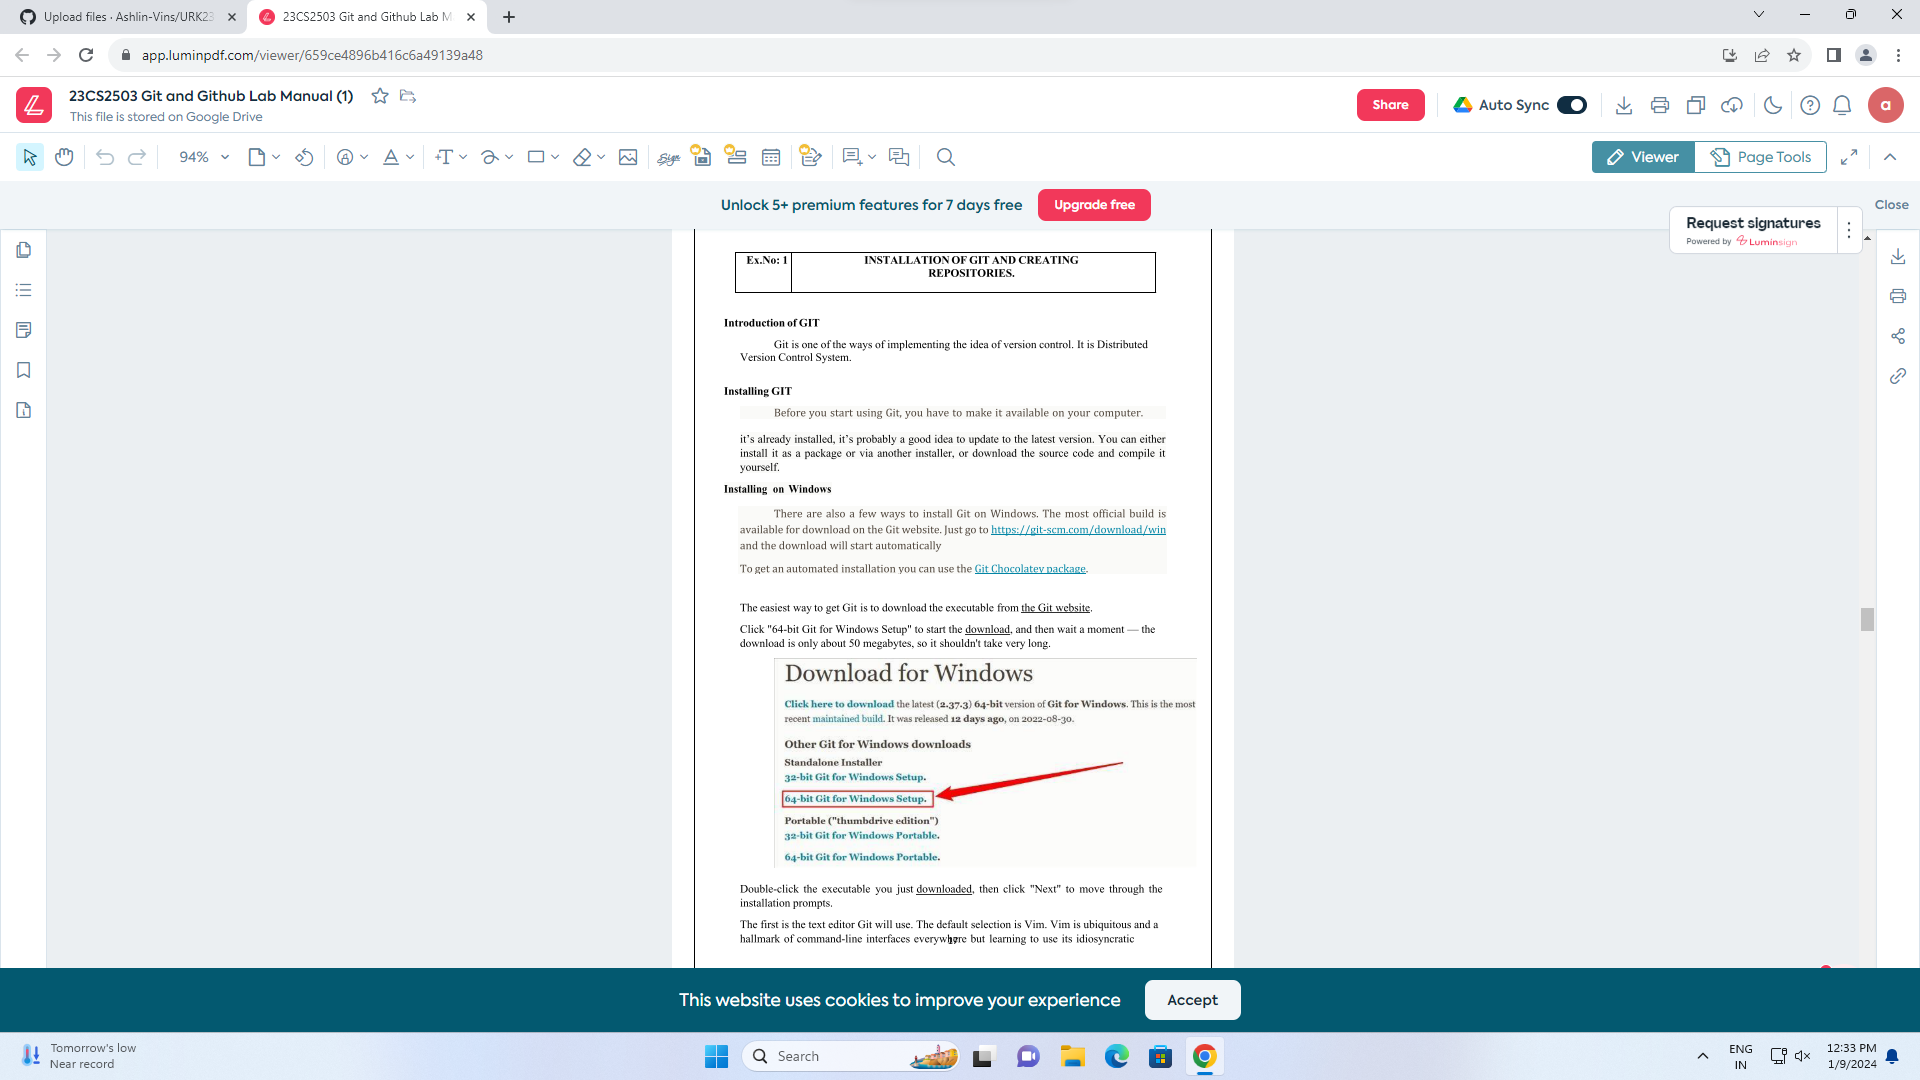 Upload files · Ashlin-Vins/URK23
23CS2503 Git and Github Lab M
app.luminpdf.com/viewer/659ce4896b416c6a49139a48
23CS2503 Git and Github Lab Manual (1)
This file is stored on Google Drive
Share
Auto Sync
a
94%
Sign
Viewer
Page Tools
Unlock 5+ premium features for 7 days free
Upgrade free
Close
Request signatures
Powered by Luminsign
Ex.No: 1
INSTALLATION OF GIT AND CREATING
REPOSITORIES.
Introduction of GIT
Git is one of the ways of implementing the idea of version control. It is Distributed
Version Control System.
Installing GIT
Before you start using Git, you have to make it available on your computer.
it's already installed, it's probably a good idea to update to the latest version. You can either
install it as a package or via another installer, or download the source code and compile it
yourself.
Installing on Windows
There are also a few ways to install Git on Windows. The most official build is
available for download on the Git website. Just go to https://git-scm.com/download/win
and the download will start automatically
To get an automated installation you can use the Git Chocolatey package.
The easiest way to get Git is to download the executable from the Git website.
Click "64-bit Git for Windows Setup" to start the download, and then wait a moment — the
download is only about 50 megabytes, so it shouldn't take very long.
Download for Windows
Click here to download the latest (2.37.3) 64-bit version of Git for Windows. This is the most
recent maintained build. It was released 12 days ago, on 2022-08-30.
Other Git for Windows downloads
Standalone Installer
32-bit Git for Windows Setup.
64-bit Git for Windows Setup.
Portable ("thumbdrive edition")
32-bit Git for Windows Portable.
64-bit Git for Windows Portable.
Double-click the executable you just downloaded, then click "Next" to move through the
installation prompts.
The first is the text editor Git will use. The default selection is Vim. Vim is ubiquitous and a
hallmark of command-line interfaces everywhere but learning to use its idiosyncratic
This website uses cookies to improve your experience
Accept
Tomorrow's low
Near record
Search
ENG
IN
12:33 PM
1/9/2024